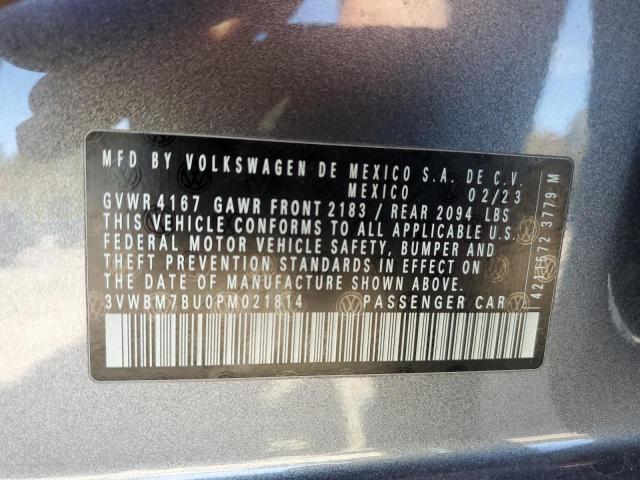 MFD BY VOLKSWAGEN DE MEXICO S.A. DE C.V.
MEXICO 02/23
GVWR 4167 GAWR FRONT 2183 / REAR 2094 LBS
THIS VEHICLE CONFORMS TO ALL APPLICABLE U.S.
FEDERAL MOTOR VEHICLE SAFETY, BUMPER AND
THEFT PREVENTION STANDARDS IN EFFECT ON
THE DATE OF MANUFACTURE SHOWN ABOVE.
3VWBM7BU0PM021814 PASSENGER CAR
4211572 3779 M